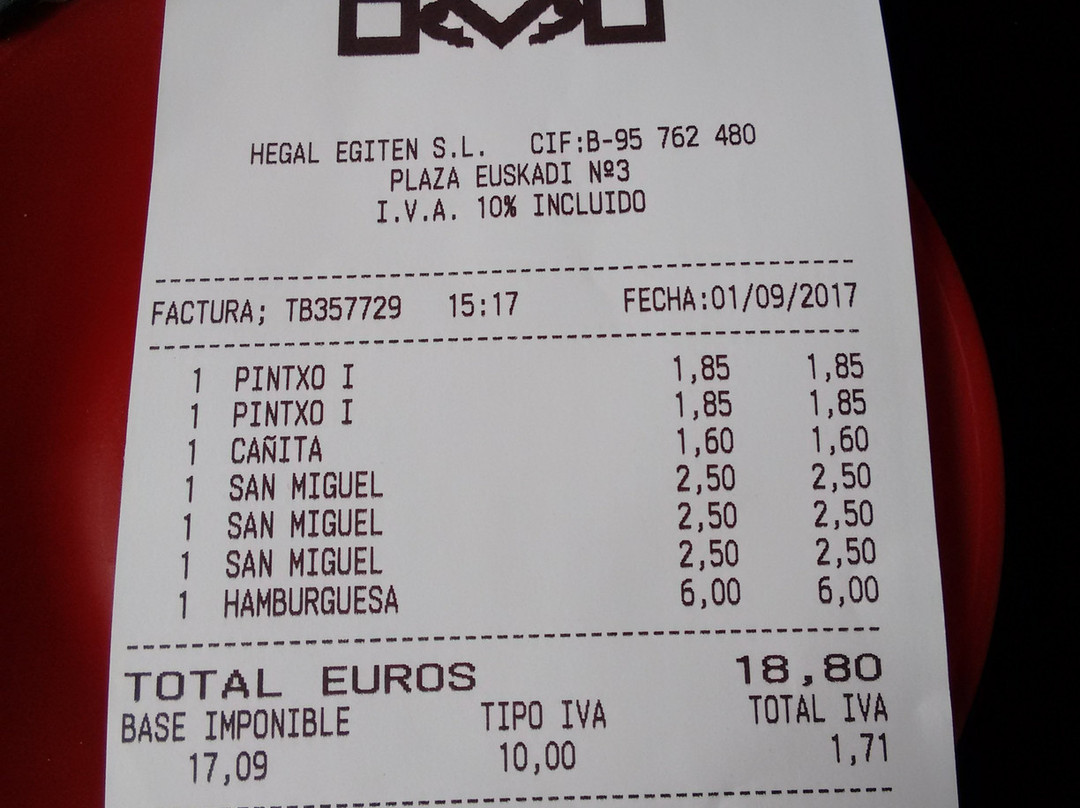 HEGAL EGITEN S.L. CIF:B-95 762 480
PLAZA EUSKADI Nº3
I.V.A. 10% INCLUIDO
FACTURA; TB357729 15:17 FECHA:01/09/2017
1 PINTXO I 1,85 1,85
1 PINTXO I 1,85 1,85
1 CAÑITA 1,60 1,60
1 SAN MIGUEL 2,50 2,50
1 SAN MIGUEL 2,50 2,50
1 SAN MIGUEL 2,50 2,50
1 HAMBURGUESA 6,00 6,00
TOTAL EUROS 18,80
BASE IMPONIBLE TIPO IVA TOTAL IVA
17,09 10,00 1,71